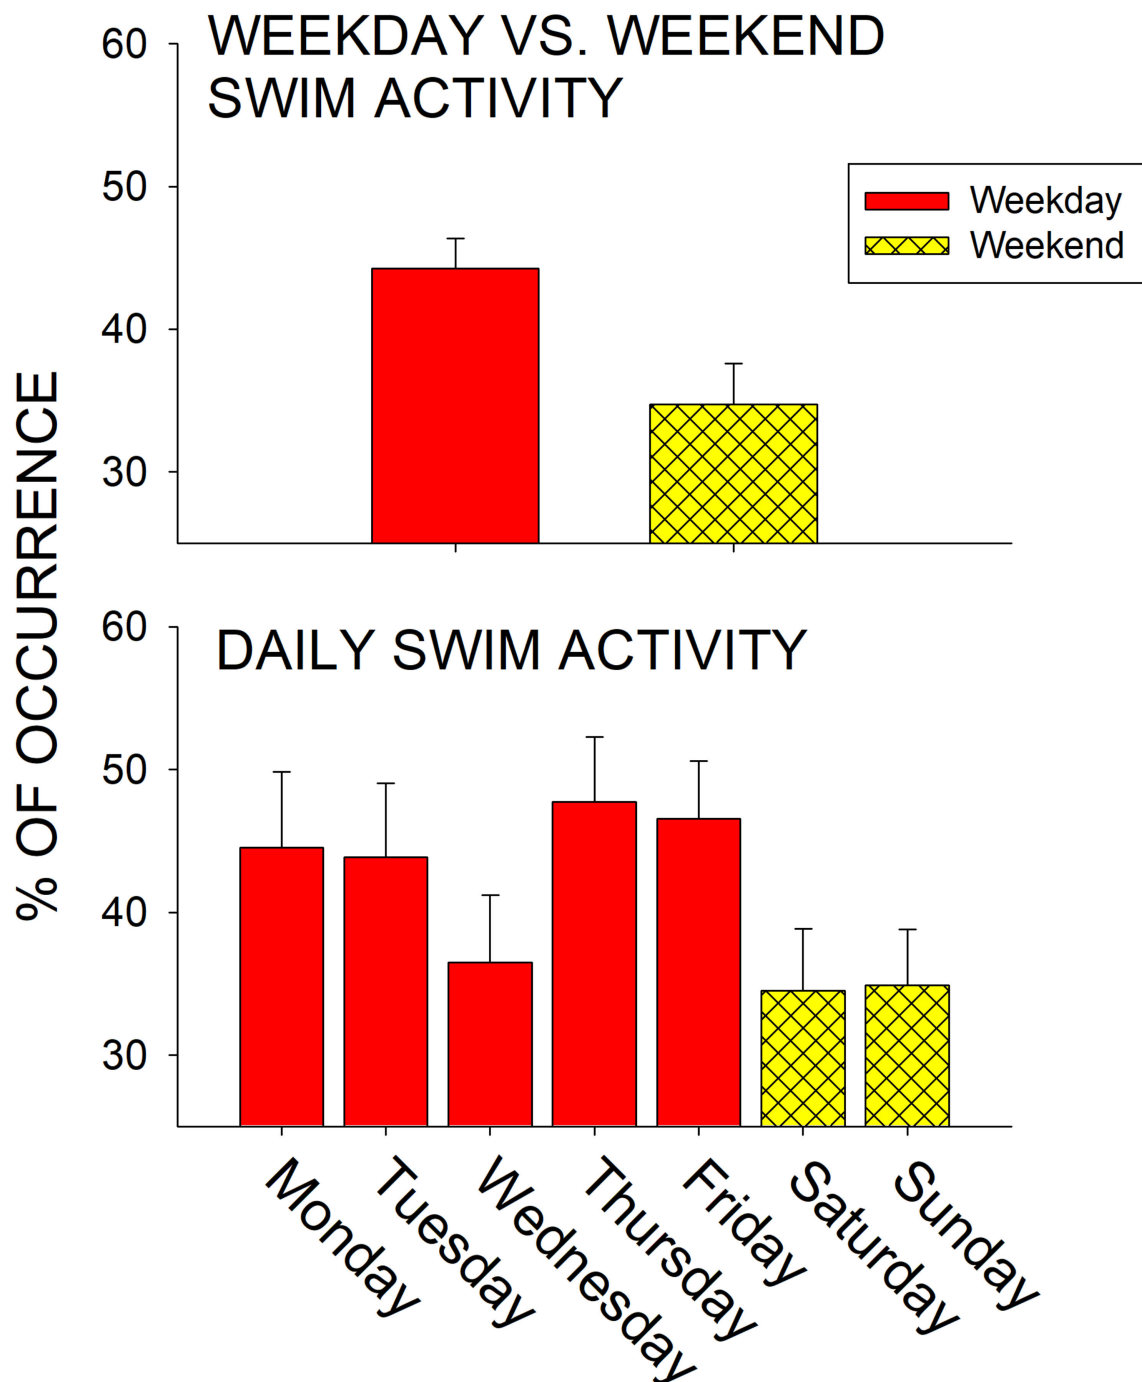 WEEKDAY VS. WEEKEND
SWIM ACTIVITY
60
50
40
30
Weekday
Weekend
% OF OCCURRENCE
DAILY SWIM ACTIVITY
60
50
40
30
Monday
Tuesday
Wednesday
Thursday
Friday
Saturday
Sunday